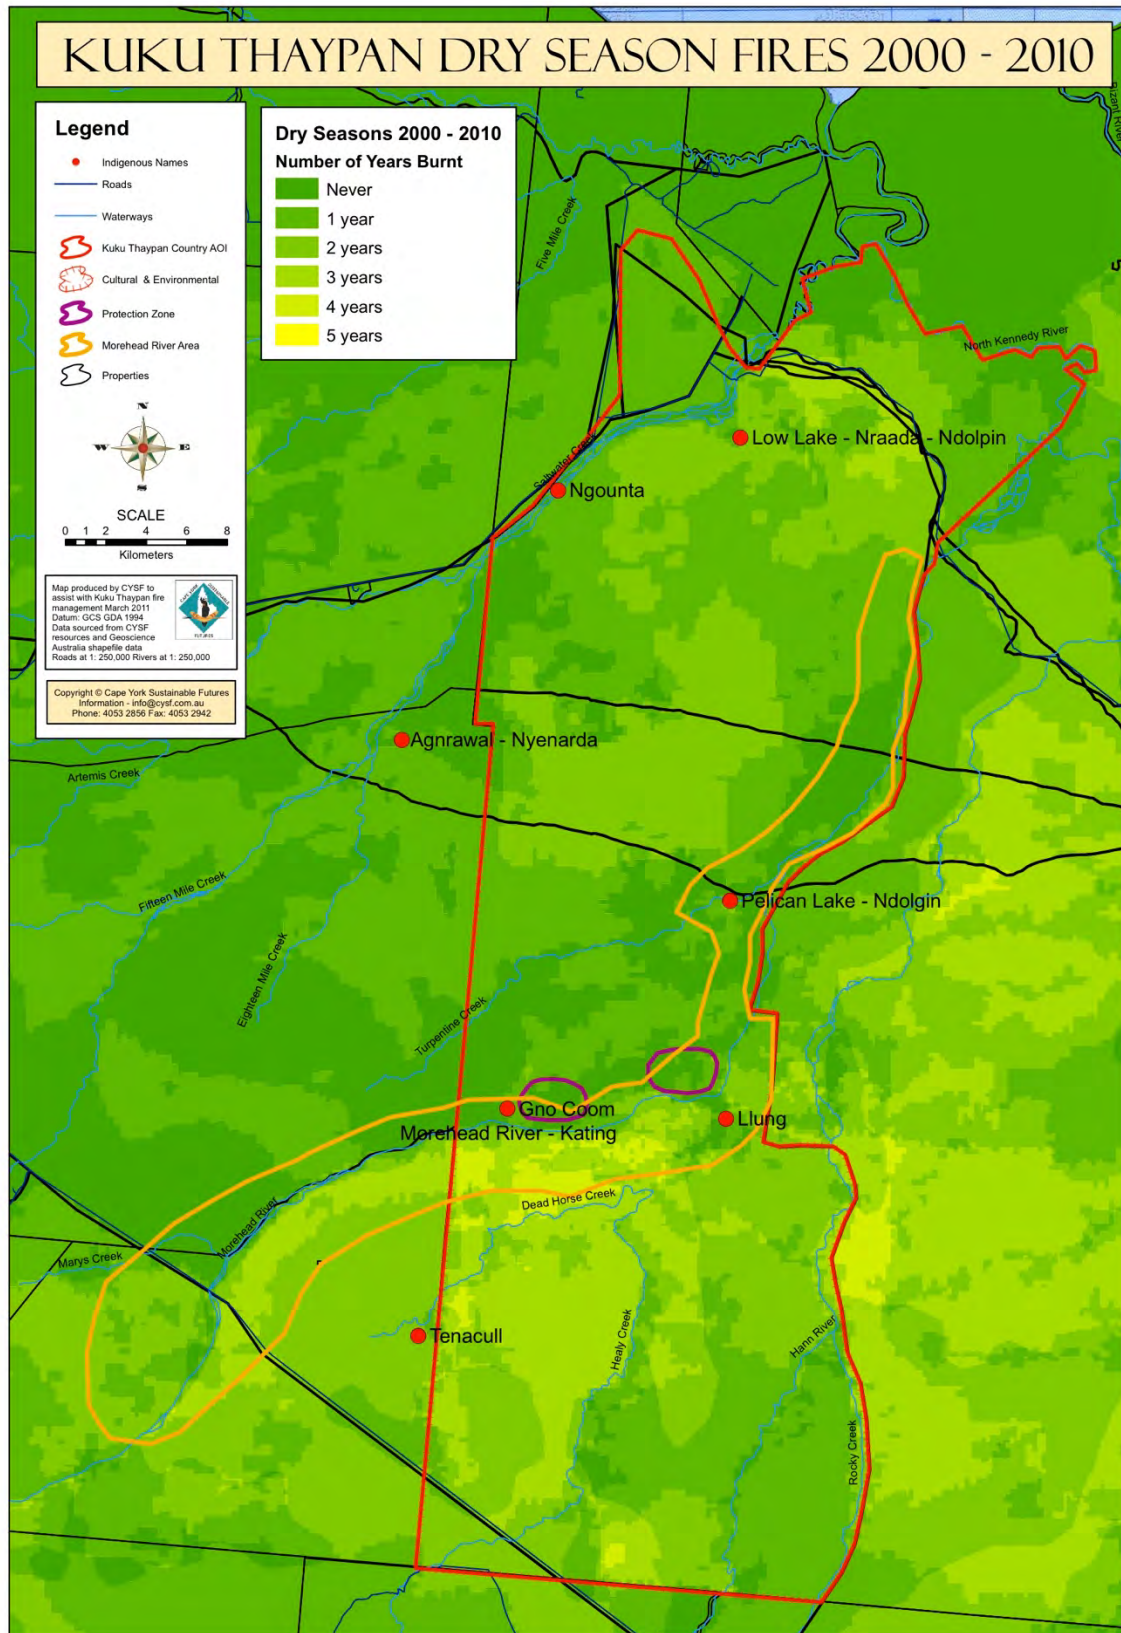 KUKU THAYPAN DRY SEASON FIRES 2000 - 2010
Legend
Indigenous Names
Roads
Waterways
Kuku Thaypan Country AOI
Cultural & Environmental
Protection Zone
Morehead River Area
Properties
N
W
E
S
SCALE
0 1 2 4 6 8
Kilometers
Map produced by CYSF to
assist with Kuku Thaypan fire
management March 2011
Datum: GCS GDA 1994
Data sourced from CYSF
resources and Geoscience
Australia shapefile data
Roads at 1: 250,000 Rivers at 1: 250,000
Copyright © Cape York Sustainable Futures
Information - info@cysf.com.au
Phone: 4053 2856 Fax: 4053 2942
Dry Seasons 2000 - 2010
Number of Years Burnt
Never
1 year
2 years
3 years
4 years
5 years
Five Mile Creek
North Kennedy River
Low Lake - Nraada - Ndolpin
Saltwater Creek
Ngounta
Agnrawal - Nyenarda
Artemis Creek
Fifteen Mile Creek
Pelican Lake - Ndolgin
Eighteen Mile Creek
Turpentine Creek
Gno Coom
Llung
Morehead River - Kating
Dead Horse Creek
Morehead River
Marys Creek
Tenacull
Healy Creek
Hann River
Rocky Creek